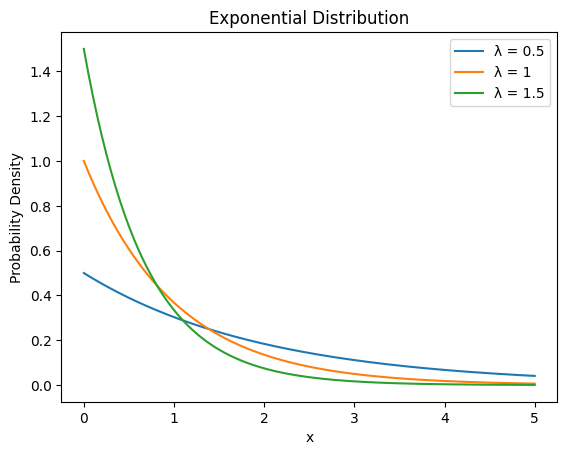 Exponential Distribution
λ = 0.5
λ = 1
λ = 1.5
Probability Density
1.4
1.2
1.0
0.8
0.6
0.4
0.2
0.0
0 1 2 3 4 5
x